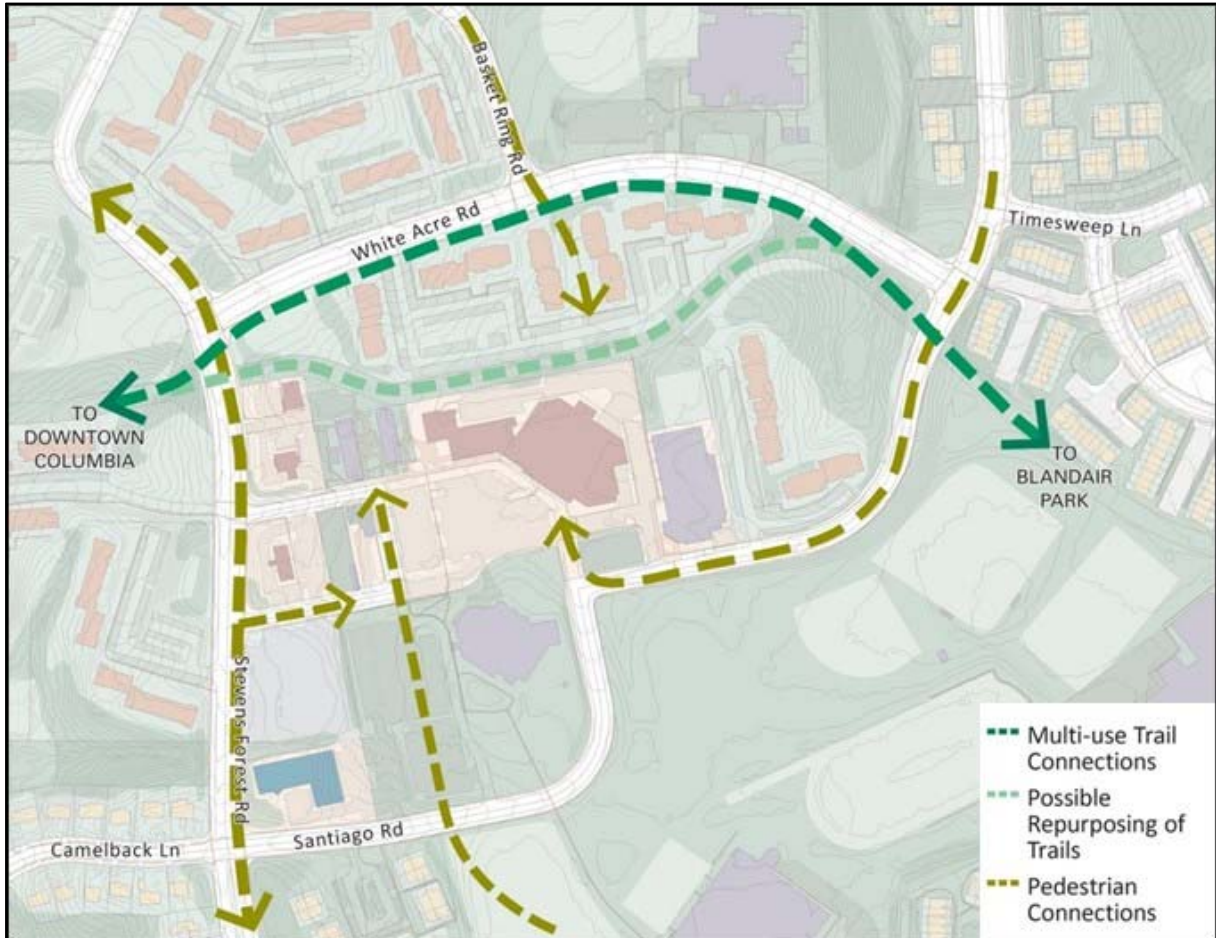 Basket Ring Rd
White Acre Rd
Timesweep Ln
TO
DOWNTOWN
COLUMBIA
TO
BLANDAIR
PARK
Stevens Forest Rd
Santiago Rd
Camelback Ln
Multi-use Trail
Connections
Possible
Repurposing of
Trails
Pedestrian
Connections